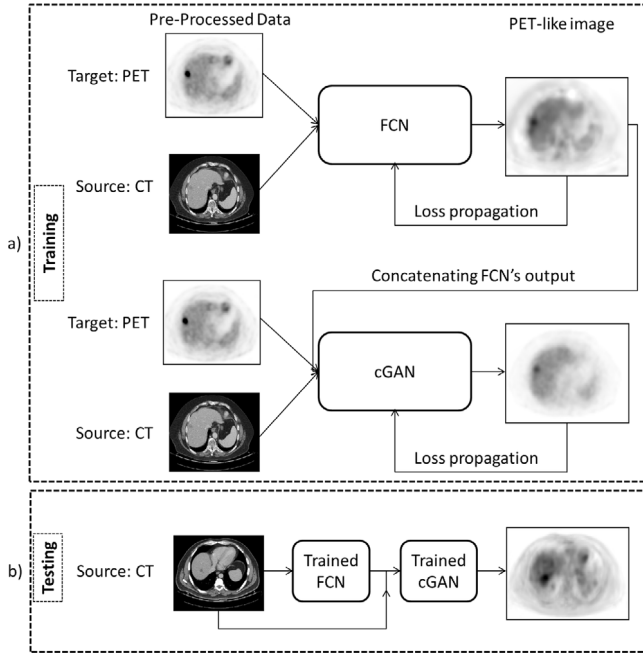 Pre-Processed Data
PET-like image
Target: PET
FCN
Source: CT
Loss propagation
a)
Training
Concatenating FCN's output
Target: PET
cGAN
Source: CT
Loss propagation
b)
Testing
Source: CT
Trained
FCN
Trained
cGAN